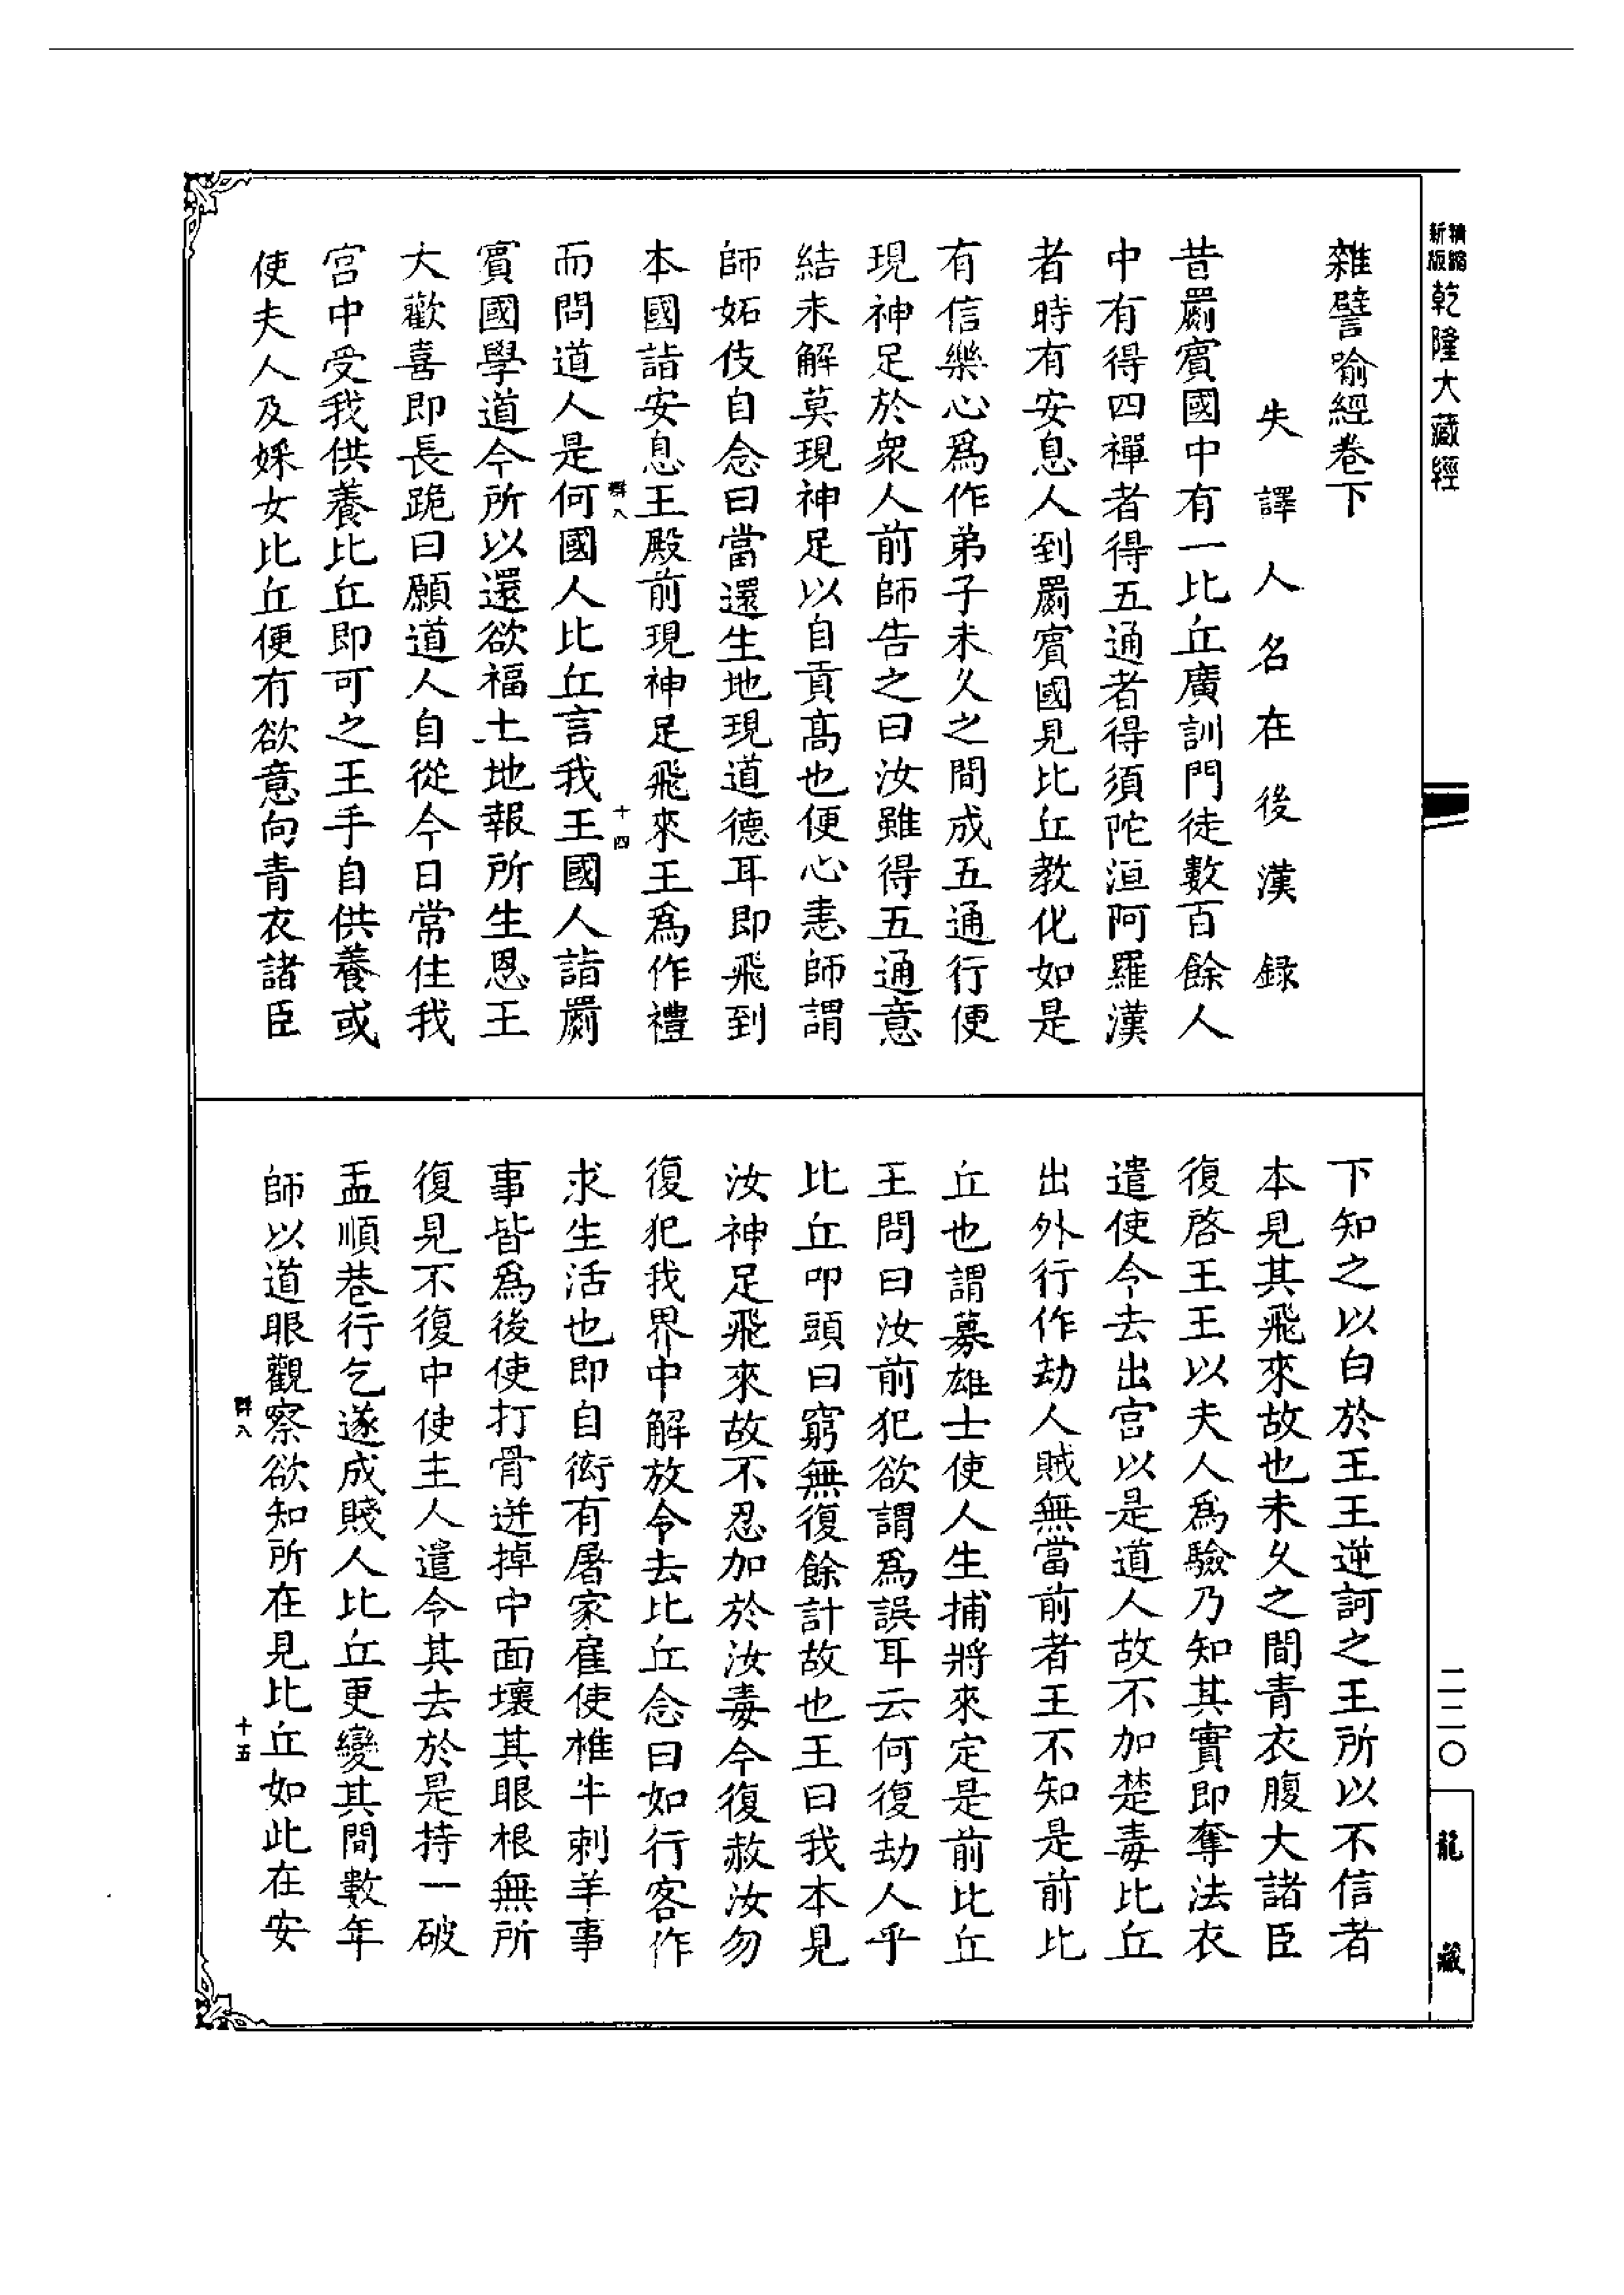 新版
精縮
乾隆大藏經
雜譬喻經卷下
失譯人名在後漢錄
昔罽賓國中有一比丘廣訓門徒數百餘人
中有得四禪者得五通者得須陀洹阿羅漢
者時有安息人到罽賓國見比丘教化如是
有信樂心爲作弟子未久之間成五通行便
現神足於衆人前師告之曰汝雖得五通意
結未解莫現神足以自貢高也便心恚師謂
師妬伎自念曰當還生地現道德耳即飛到
本國詣安息王殿前現神足飛來王爲作禮
群八
十四
而問道人是何國人比丘言我王國人詣罽
賓國學道今所以還欲福土地報所生恩王
大歡喜即長跪曰願道人自從今日常住我
宮中受我供養比丘即可之王手自供養或
使夫人及婇女比丘便有欲意向青衣諸臣
下知之以白於王王逆訶之王所以不信者
本見其飛來故也未久之間青衣腹大諸臣
復啓王王以夫人爲驗乃知其實即奪法衣
遣使令去出宮以是道人故不加楚毒比丘
出外行作劫人賊無當前者王不知是前比
丘也謂募雄士使人生捕將來定是前比丘
王問曰汝前犯欲謂爲誤耳云何復劫人乎
比丘叩頭曰窮無復餘計故也王曰我本見
汝神足飛來故不忍加於汝毒今復赦汝勿
復犯我界中解放令去比丘念曰如行客作
求生活也即自衒有屠家雇使椎牛刺羊事
事皆爲後使打骨迸掉中面壞其眼根無所
復見不復中使主人遣令其去於是持一破
盂順巷行乞遂成賤人比丘更變其間數年
師以道眼觀察欲知所在見比丘如此在安
群八
十五
二二〇
龍藏